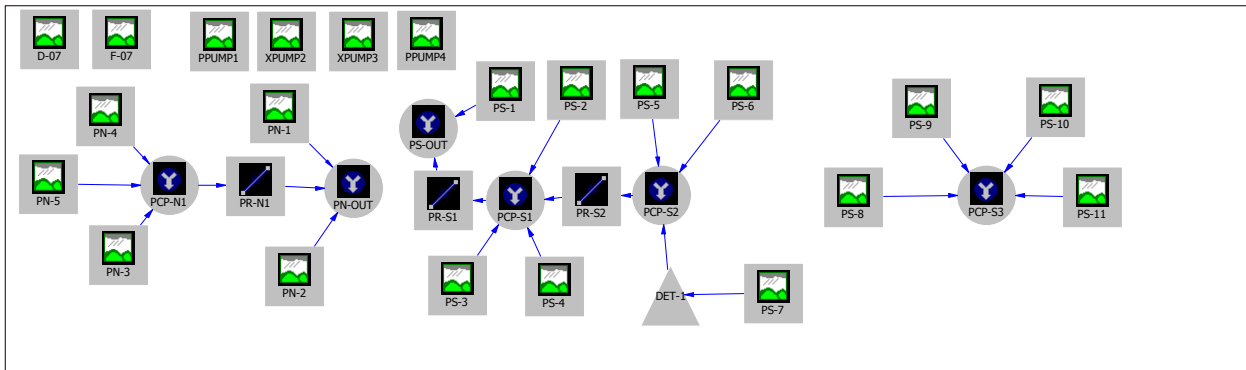 D-07
F-07
PPUMP1
XPUMP2
XPUMP3
PPUMP4
PS-1
PS-2
PS-5
PS-6
PS-9
PS-10
PN-4
PN-1
PS-OUT
PN-5
PCP-N1
PR-N1
PN-OUT
PR-S1
PCP-S1
PR-S2
PCP-S2
PS-8
PCP-S3
PS-11
PN-3
PN-2
PS-3
PS-4
DET-1
PS-7